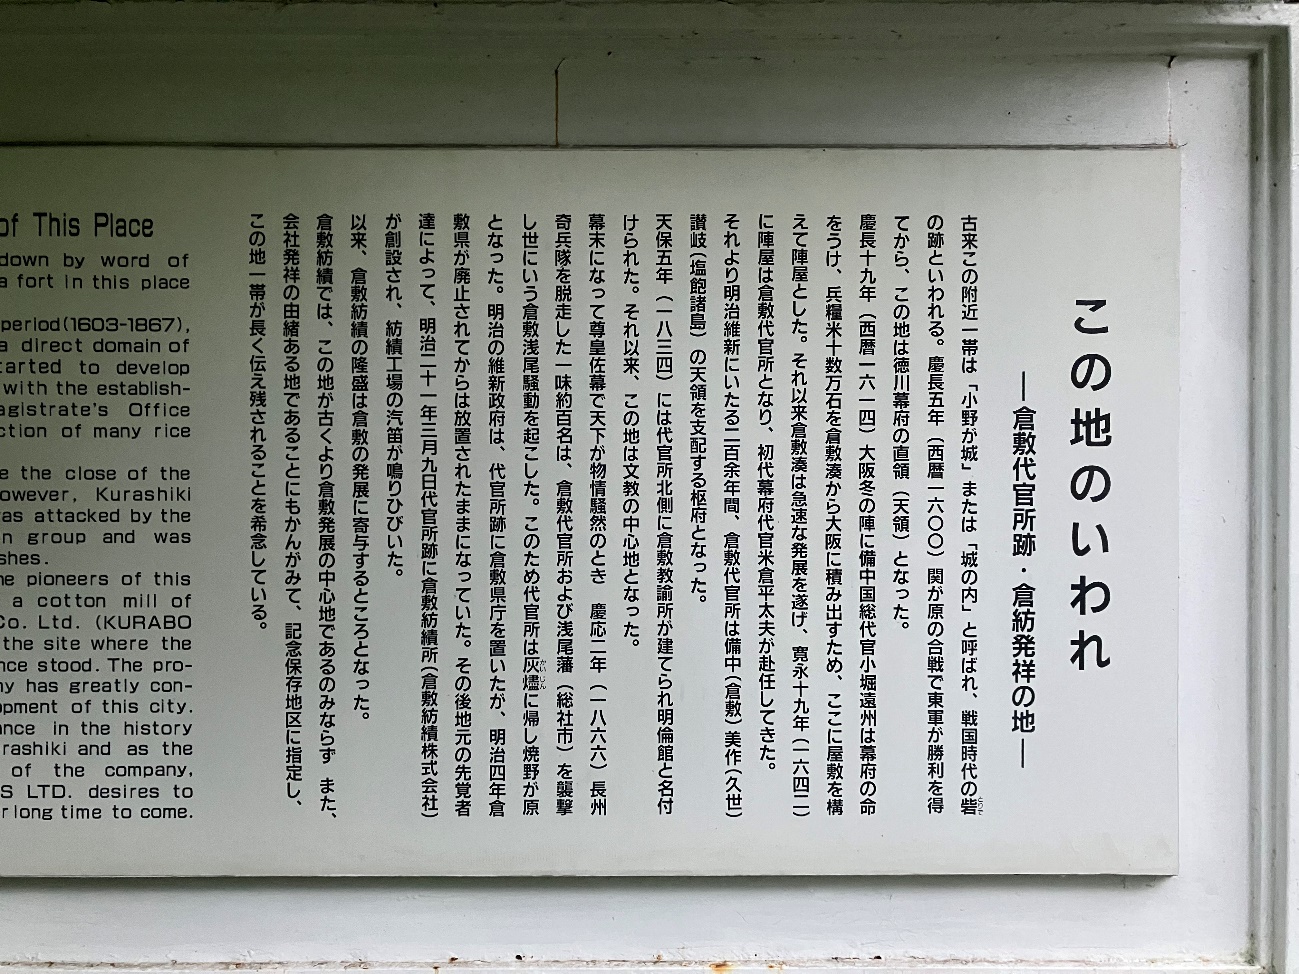 この地のいわれ
―倉敷代官所跡・倉紡発祥の地―
古来この附近一帯は「小野が城」または「城の内」と呼ばれ、戦国時代の砦
とりで
の跡といわれる。慶長五年（西暦一六〇〇）関が原の合戦で東軍が勝利を得
てから、この地は徳川幕府の直領（天領）となった。
慶長十九年（西暦一六一四）大阪冬の陣に備中国総代官小堀遠州は幕府の命
をうけ、兵糧米十数万石を倉敷湊から大阪に積み出すため、ここに屋敷を構
えて陣屋とした。それ以来倉敷湊は急速な発展を遂げ、寛永十九年（一六四二）
に陣屋は倉敷代官所となり、初代幕府代官米倉平太夫が赴任してきた。
それより明治維新にいたる二百余年間、倉敷代官所は備中（倉敷）美作（久世）
讃岐（塩飽諸島）の天領を支配する枢府となった。
天保五年（一八三四）には代官所北側に倉敷教諭所が建てられ明倫館と名付
けられた。それ以来、この地は文教の中心地となった。
幕末になって尊皇佐幕で天下が物情騒然のとき　慶応二年（一八六六）長州
奇兵隊を脱走した一味約百名は、倉敷代官所および浅尾藩（総社市）を襲撃
し世にいう倉敷浅尾騒動を起こした。このため代官所は灰燼に帰し焼野が原
かいじん
となった。明治の維新政府は、代官所跡に倉敷県庁を置いたが、明治四年倉
敷県が廃止されてからは放置されたままになっていた。その後地元の先覚者
達によって、明治二十一年三月九日代官所跡に倉敷紡績所（倉敷紡績株式会社）
が創設され、紡績工場の汽笛が鳴りひびいた。
以来、倉敷紡績の隆盛は倉敷の発展に寄与するところとなった。
倉敷紡績では、この地が古くより倉敷発展の中心地であるのみならず　また、
会社発祥の由緒ある地であることにもかんがみて、記念保存地区に指定し、
この地一帯が長く伝え残されることを希念している。
of This Place
down by word of
a fort in this place
period(1603-1867),
a direct domain of
tarted to develop
with the establish-
agistrate's Office
ction of many rice
e the close of the
owever, Kurashiki
as attacked by the
n group and was
shes.
he pioneers of this
a cotton mill of
Co. Ltd. (KURABO
the site where the
nce stood. The pro-
ny has greatly con-
opment of this city.
ance in the history
rashiki and as the
of the company,
S LTD. desires to
r long time to come.